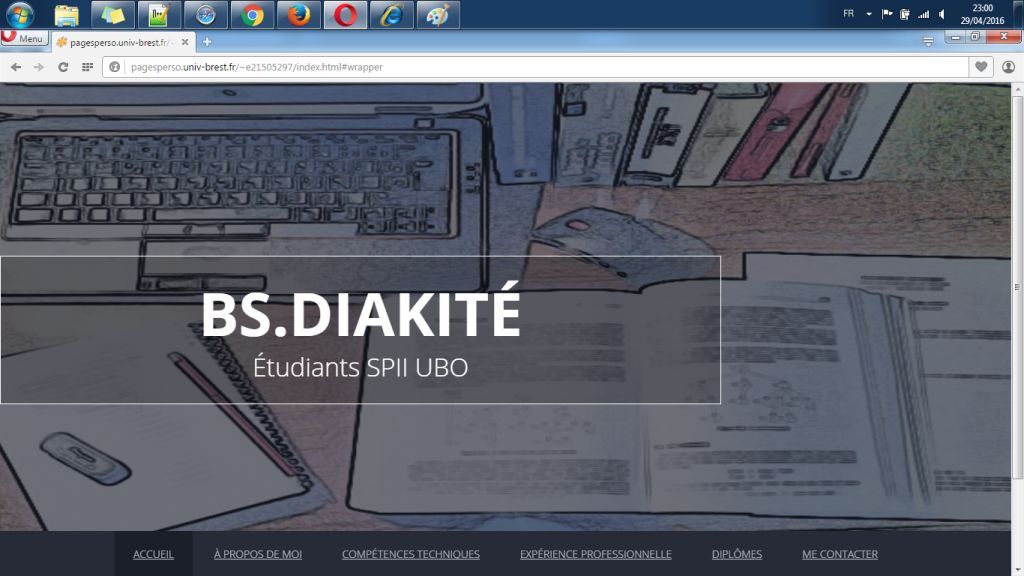 FR
23:00
29/04/2016
Menu
pagesperso.univ-brest.fr/~
pagesperso.univ-brest.fr/~e21505297/index.html#wrapper
BS.DIAKITÉ
Étudiants SPII UBO
ACCUEIL À PROPOS DE MOI COMPÉTENCES TECHNIQUES EXPÉRIENCE PROFESSIONNELLE DIPLÔMES ME CONTACTER